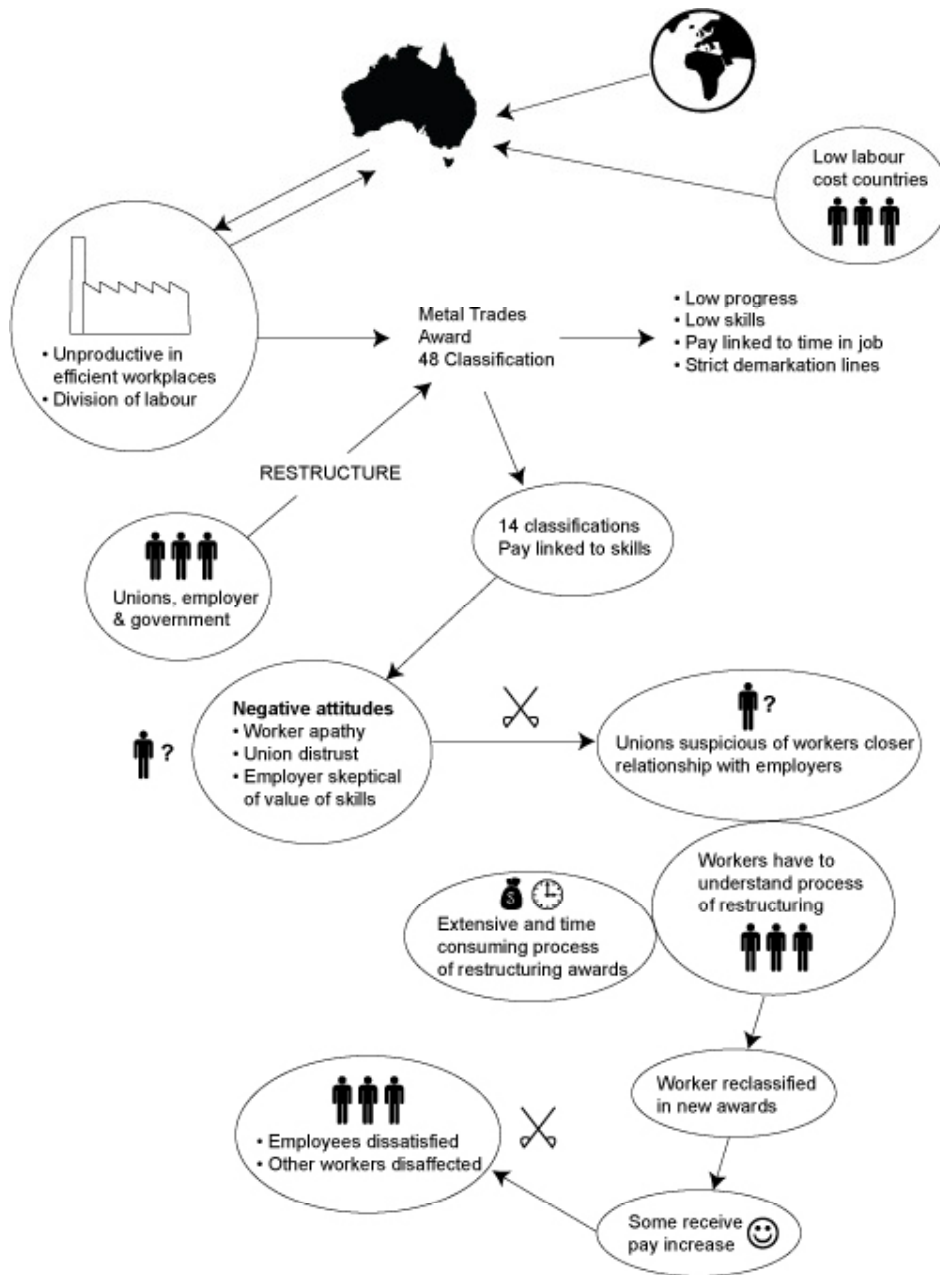 Low labour
cost countries
• Unproductive in
efficient workplaces
• Division of labour
Metal Trades
Award
48 Classification
• Low progress
• Low skills
• Pay linked to time in job
• Strict demarkation lines
RESTRUCTURE
Unions, employer
& government
14 classifications
Pay linked to skills
?
Negative attitudes
• Worker apathy
• Union distrust
• Employer skeptical
of value of skills
?
Unions suspicious of workers closer
relationship with employers
Workers have to
understand process
of restructuring
$
Extensive and time
consuming process
of restructuring awards
Worker reclassified
in new awards
Some receive
pay increase
• Employees dissatisfied
• Other workers disaffected